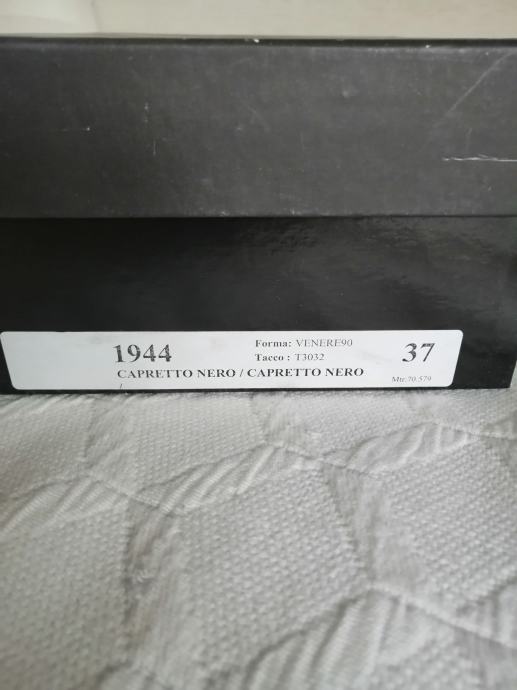 1944
Forma: VENERE90
Tacco : T3032
37
CAPRETTO NERO / CAPRETTO NERO
/
Mtr.70.579